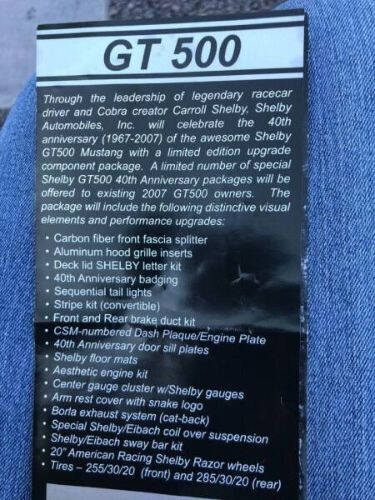 GT 500
Through the leadership of legendary racecar
driver and Cobra creator Carroll Shelby, Shelby
Automobiles, Inc. will celebrate the 40th
anniversary (1967-2007) of the awesome Shelby
GT500 Mustang with a limited edition upgrade
component package. A limited number of special
Shelby GT500 40th Anniversary packages will be
offered to existing 2007 GT500 owners. The
package will include the following distinctive visual
elements and performance upgrades:
• Carbon fiber front fascia splitter
• Aluminum hood grille inserts
• Deck lid SHELBY letter kit
• 40th Anniversary badging
• Sequential tail lights
• Stripe kit (convertible)
• Front and Rear brake duct kit
• CSM-numbered Dash Plaque/Engine Plate
• 40th Anniversary door sill plates
• Shelby floor mats
• Aesthetic engine kit
• Center gauge cluster w/Shelby gauges
• Arm rest cover with snake logo
• Borla exhaust system (cat-back)
• Special Shelby/Eibach coil over suspension
• Shelby/Eibach sway bar kit
• 20" American Racing Shelby Razor wheels
• Tires – 255/30/20 (front) and 285/30/20 (rear)